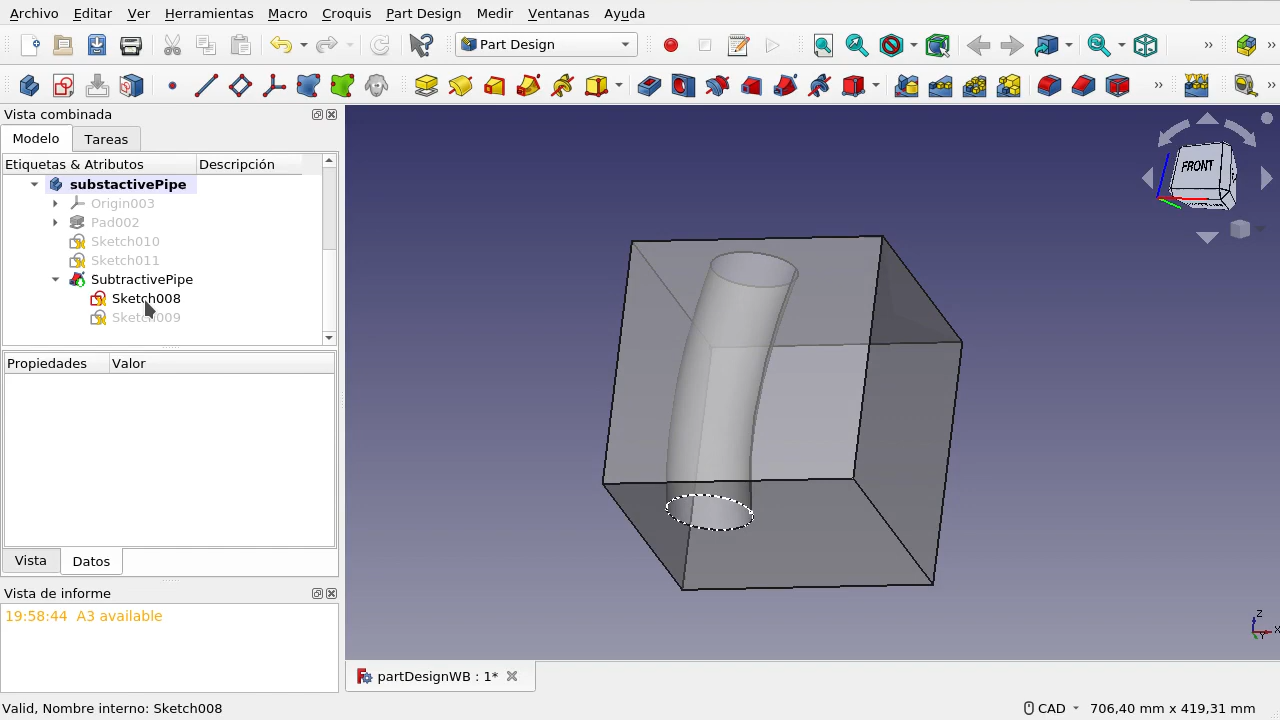 Archivo Editar Ver Herramientas Macro Croquis Part Design Medir Ventanas Ayuda
Part Design
Vista combinada
Modelo Tareas
Etiquetas & Atributos Descripción
substactivePipe
Origin003
Pad002
Sketch010
Sketch011
SubtractivePipe
Sketch008
Sketch009
Propiedades Valor
Vista Datos
Vista de informe
19:58:44 A3 available
FRONT
Z
X
Y
partDesignWB : 1*
Valid, Nombre interno: Sketch008
CAD 706,40 mm x 419,31 mm